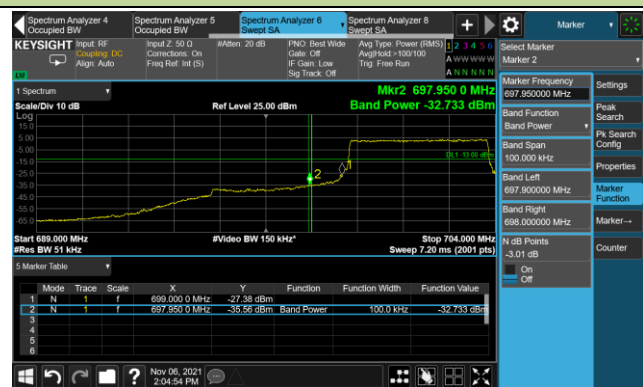 Spectrum Analyzer 4
Occupied BW
Spectrum Analyzer 5
Occupied BW
Spectrum Analyzer 6
Swept SA
Spectrum Analyzer 8
Swept SA
+
Marker
KEYSIGHT
Input: RF
Coupling: DC
Align: Auto
Input Z: 50 Ω
Corrections: On
Freq Ref: Int (S)
#Atten: 20 dB
PNO: Best Wide
Gate: Off
IF Gain: Low
Sig Track: Off
Avg Type: Power (RMS)
Avg|Hold:>100/100
Trig: Free Run
1 2 3 4 5 6
A W W W W W
A N N N N N
LW
Select Marker
Marker 2
1 Spectrum
Scale/Div 10 dB
Ref Level 25.00 dBm
Mkr2 697.950 0 MHz
Band Power -32.733 dBm
Log
15.0
5.00
-5.00
-15.0
-25.0
-35.0
-45.0
-55.0
-65.0
DL1 -13.00 dBm
2
Start 689.000 MHz
#Res BW 51 kHz
#Video BW 150 kHz*
Stop 704.000 MHz
Sweep 7.20 ms (2001 pts)
5 Marker Table
Mode Trace Scale X Y Function Function Width Function Value
1 N 1 f 699.000 0 MHz -27.38 dBm
2 N 1 f 697.950 0 MHz -35.56 dBm Band Power 100.0 kHz -32.733 dBm
3
4
5
6
Marker Frequency
697.950000 MHz
Band Function
Band Power
Band Span
100.000 kHz
Band Left
697.900000 MHz
Band Right
698.000000 MHz
N dB Points
-3.01 dB
On
Off
Settings
Peak
Search
Pk Search
Config
Properties
Marker
Function
Marker→
Counter
?
Nov 06, 2021
2:04:54 PM